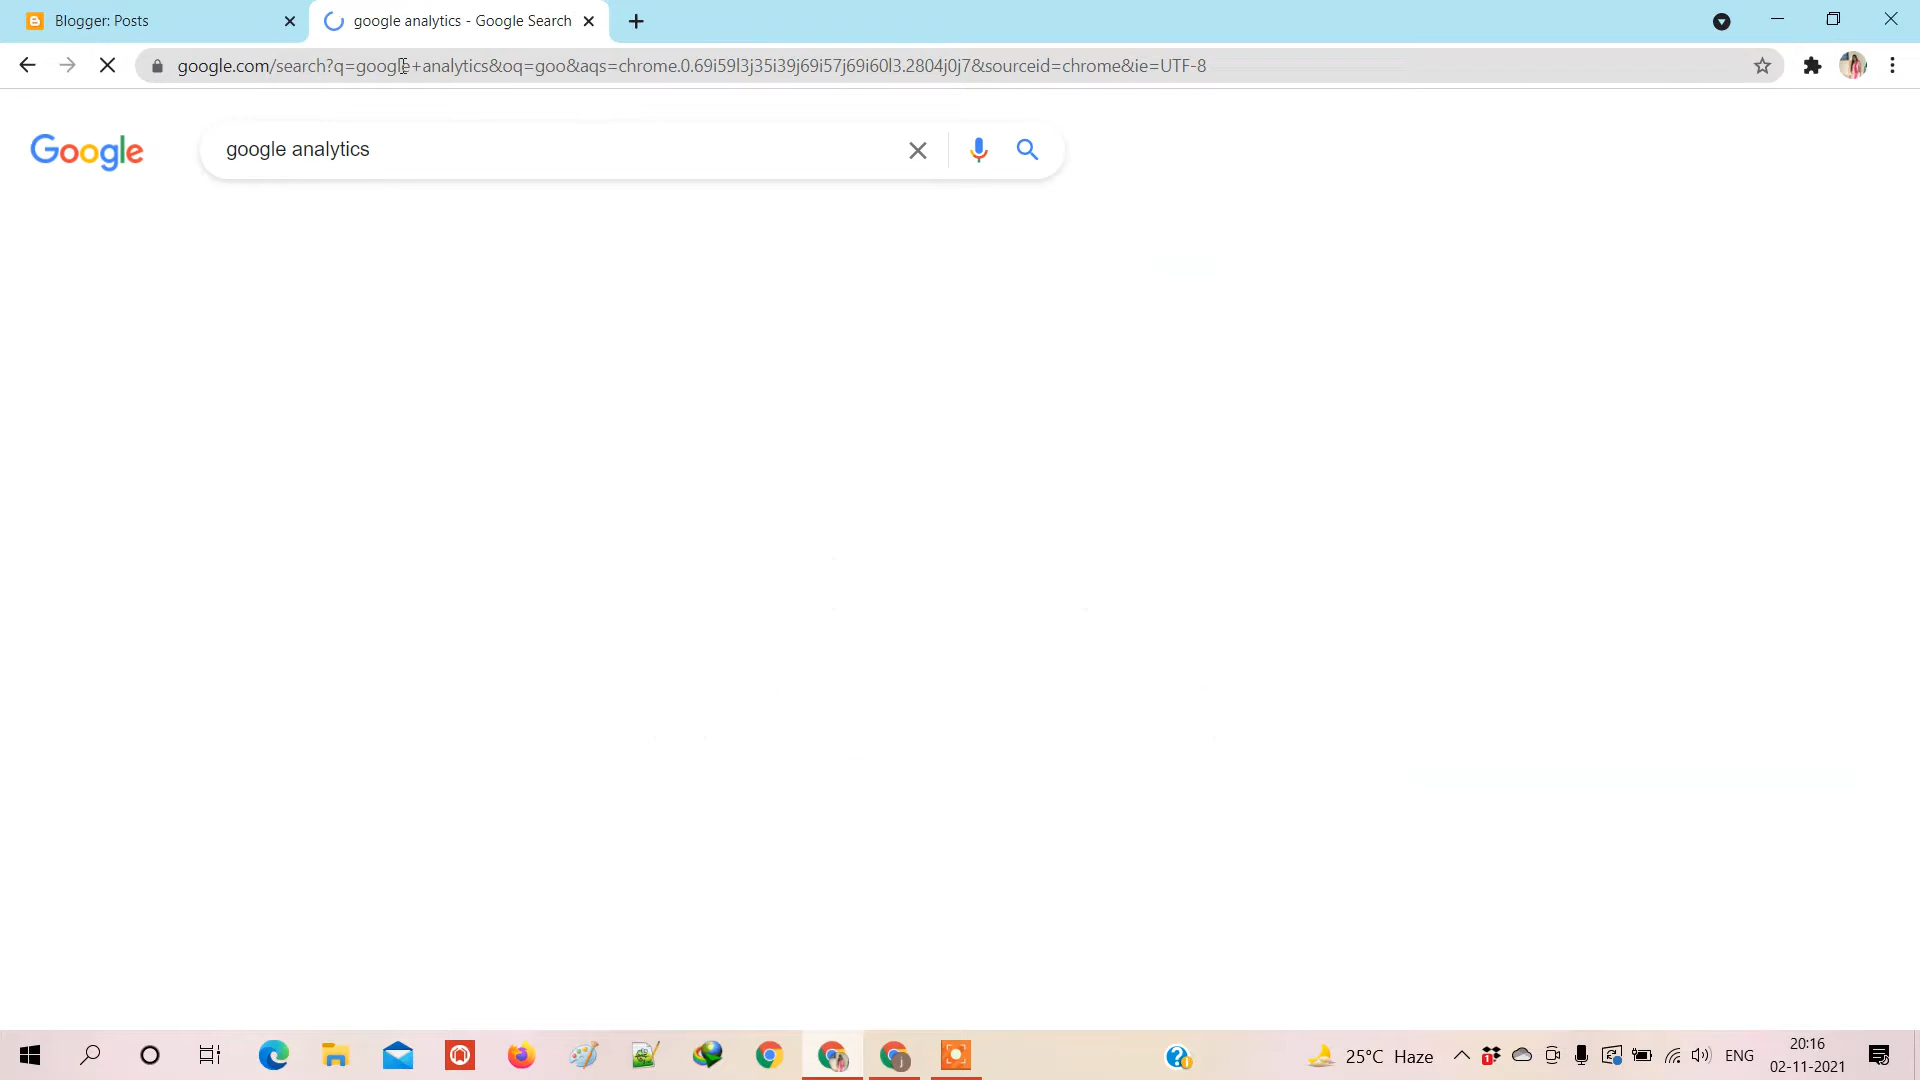 Blogger: Posts
google analytics - Google Search
google.com/search?q=google+analytics&oq=goo&aqs=chrome.0.69i59l3j35i39j69i57j69i60l3.2804j0j7&sourceid=chrome&ie=UTF-8
Google
google analytics
25°C Haze
1
ENG
20:16
02-11-2021